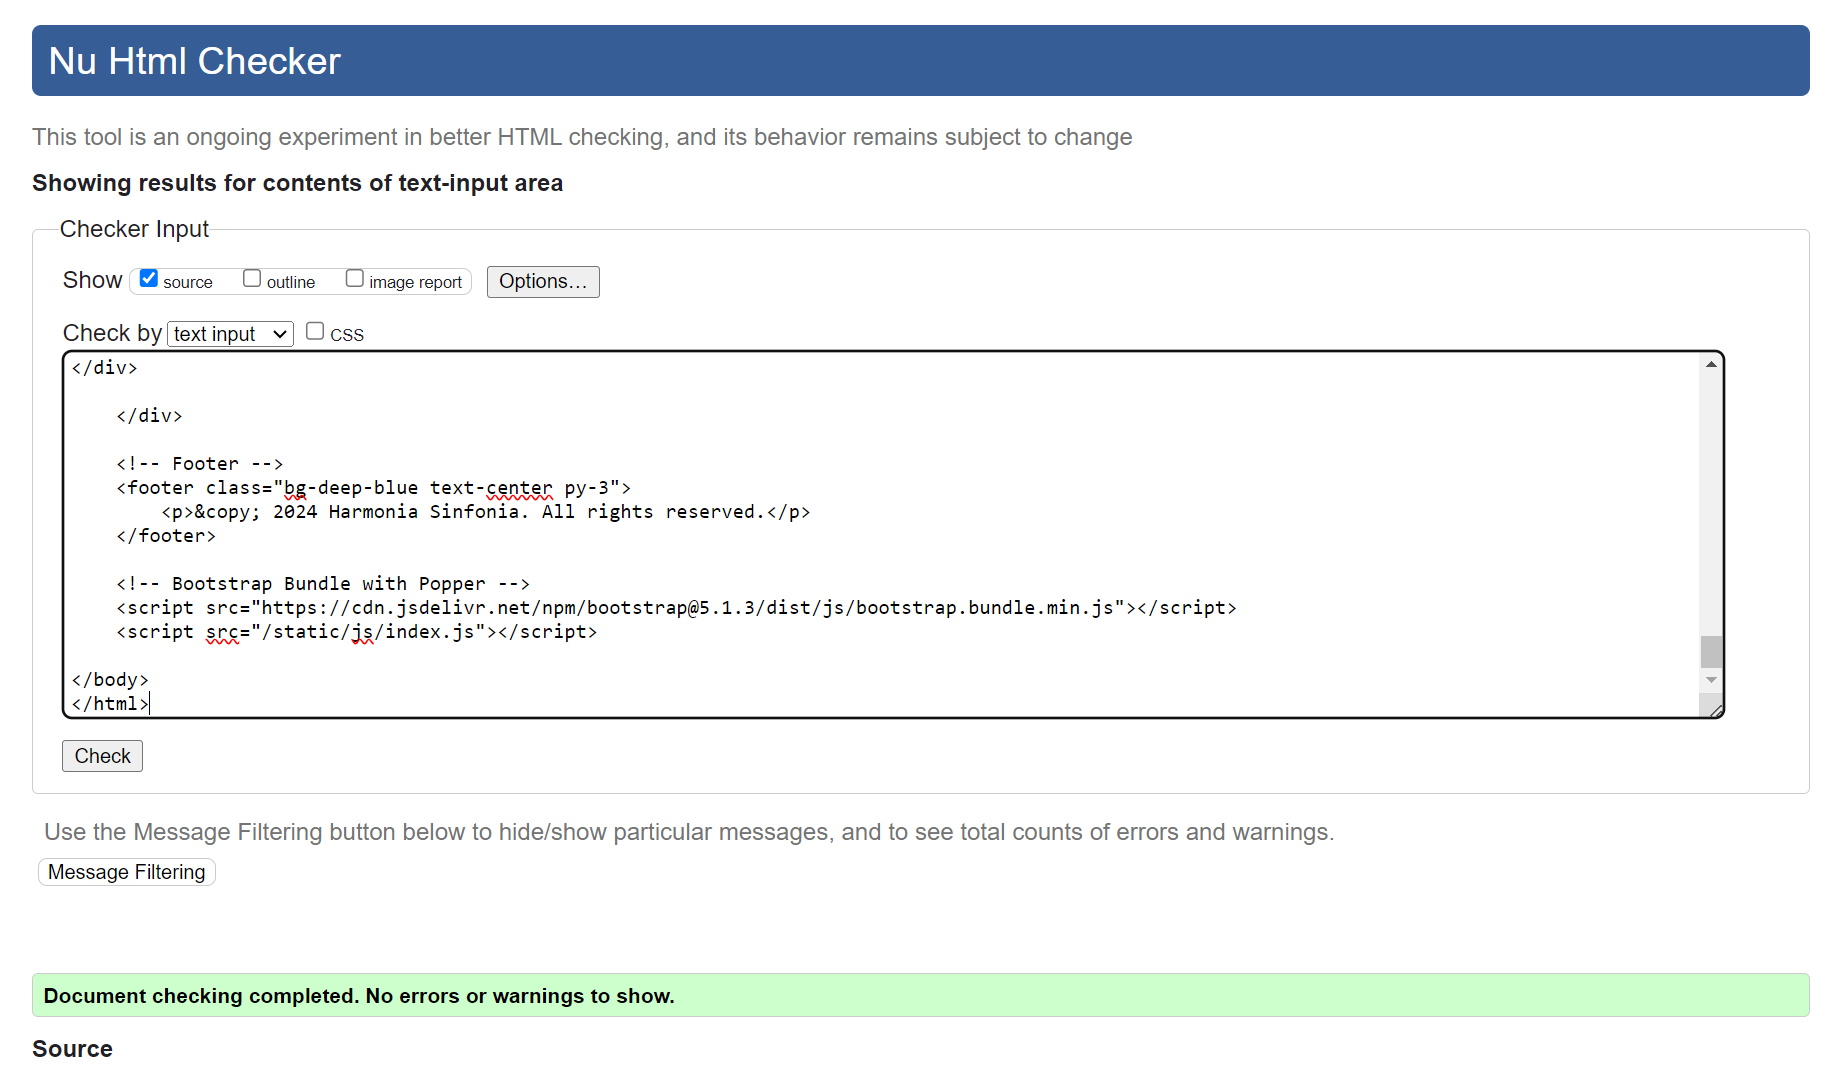 Nu Html Checker
This tool is an ongoing experiment in better HTML checking, and its behavior remains subject to change
Showing results for contents of text-input area
Checker Input
Show source outline image report Options...
Check by text input CSS
</div>
</div>
<!-- Footer -->
<footer class="bg-deep-blue text-center py-3">
<p>&copy; 2024 Harmonia Sinfonia. All rights reserved.</p>
</footer>
<!-- Bootstrap Bundle with Popper -->
<script src="https://cdn.jsdelivr.net/npm/bootstrap@5.1.3/dist/js/bootstrap.bundle.min.js"></script>
<script src="/static/js/index.js"></script>
</body>
</html>
Check
Use the Message Filtering button below to hide/show particular messages, and to see total counts of errors and warnings.
Message Filtering
Document checking completed. No errors or warnings to show.
Source